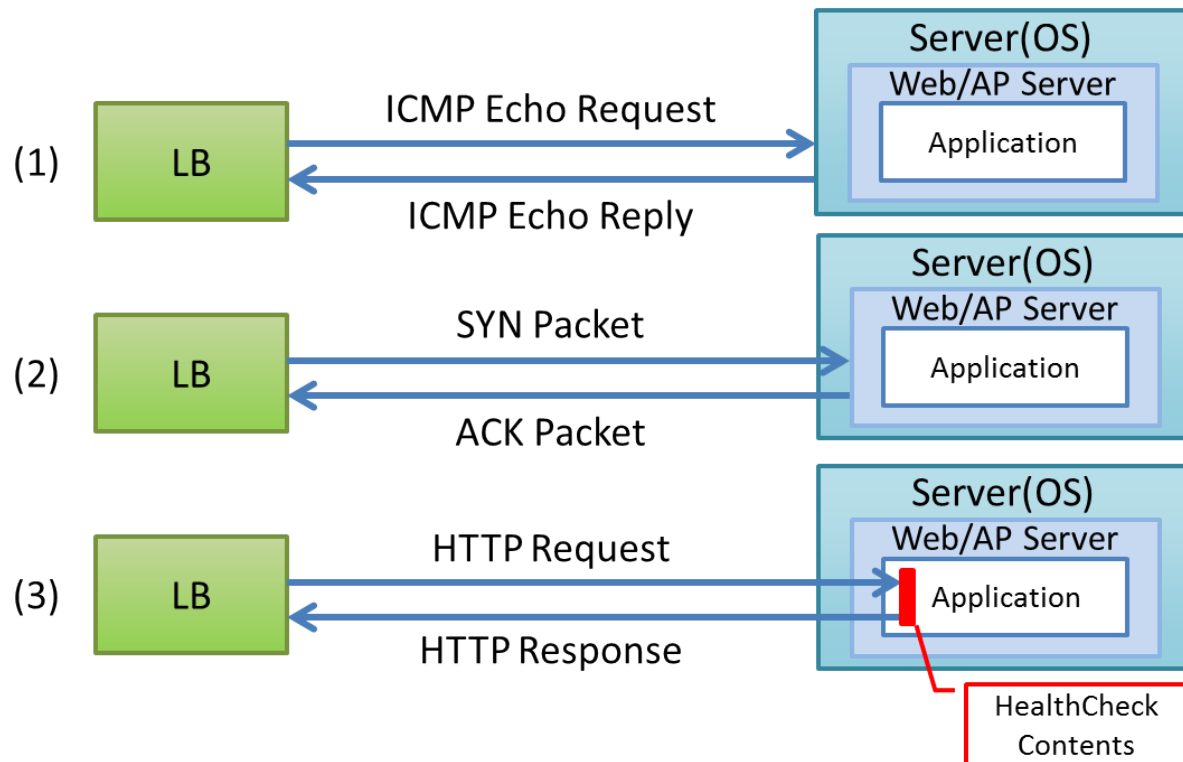 Server(OS)
Web/AP Server
Application
ICMP Echo Request
(1)
LB
ICMP Echo Reply
Server(OS)
Web/AP Server
Application
SYN Packet
(2)
LB
ACK Packet
Server(OS)
Web/AP Server
Application
HTTP Request
(3)
LB
HTTP Response
HealthCheck
Contents